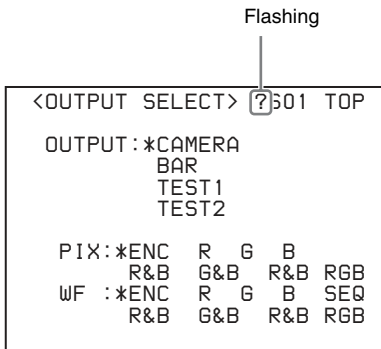 Flashing
<OUTPUT SELECT> ?S01 TOP
OUTPUT:*CAMERA
BAR
TEST1
TEST2
PIX:*ENC R G B
R&B G&B R&B RGB
WF :*ENC R G B SEQ
R&B G&B R&B RGB